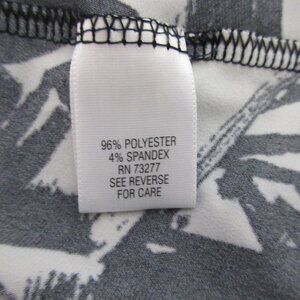 96% POLYESTER
4% SPANDEX
RN 73277
SEE REVERSE
FOR CARE